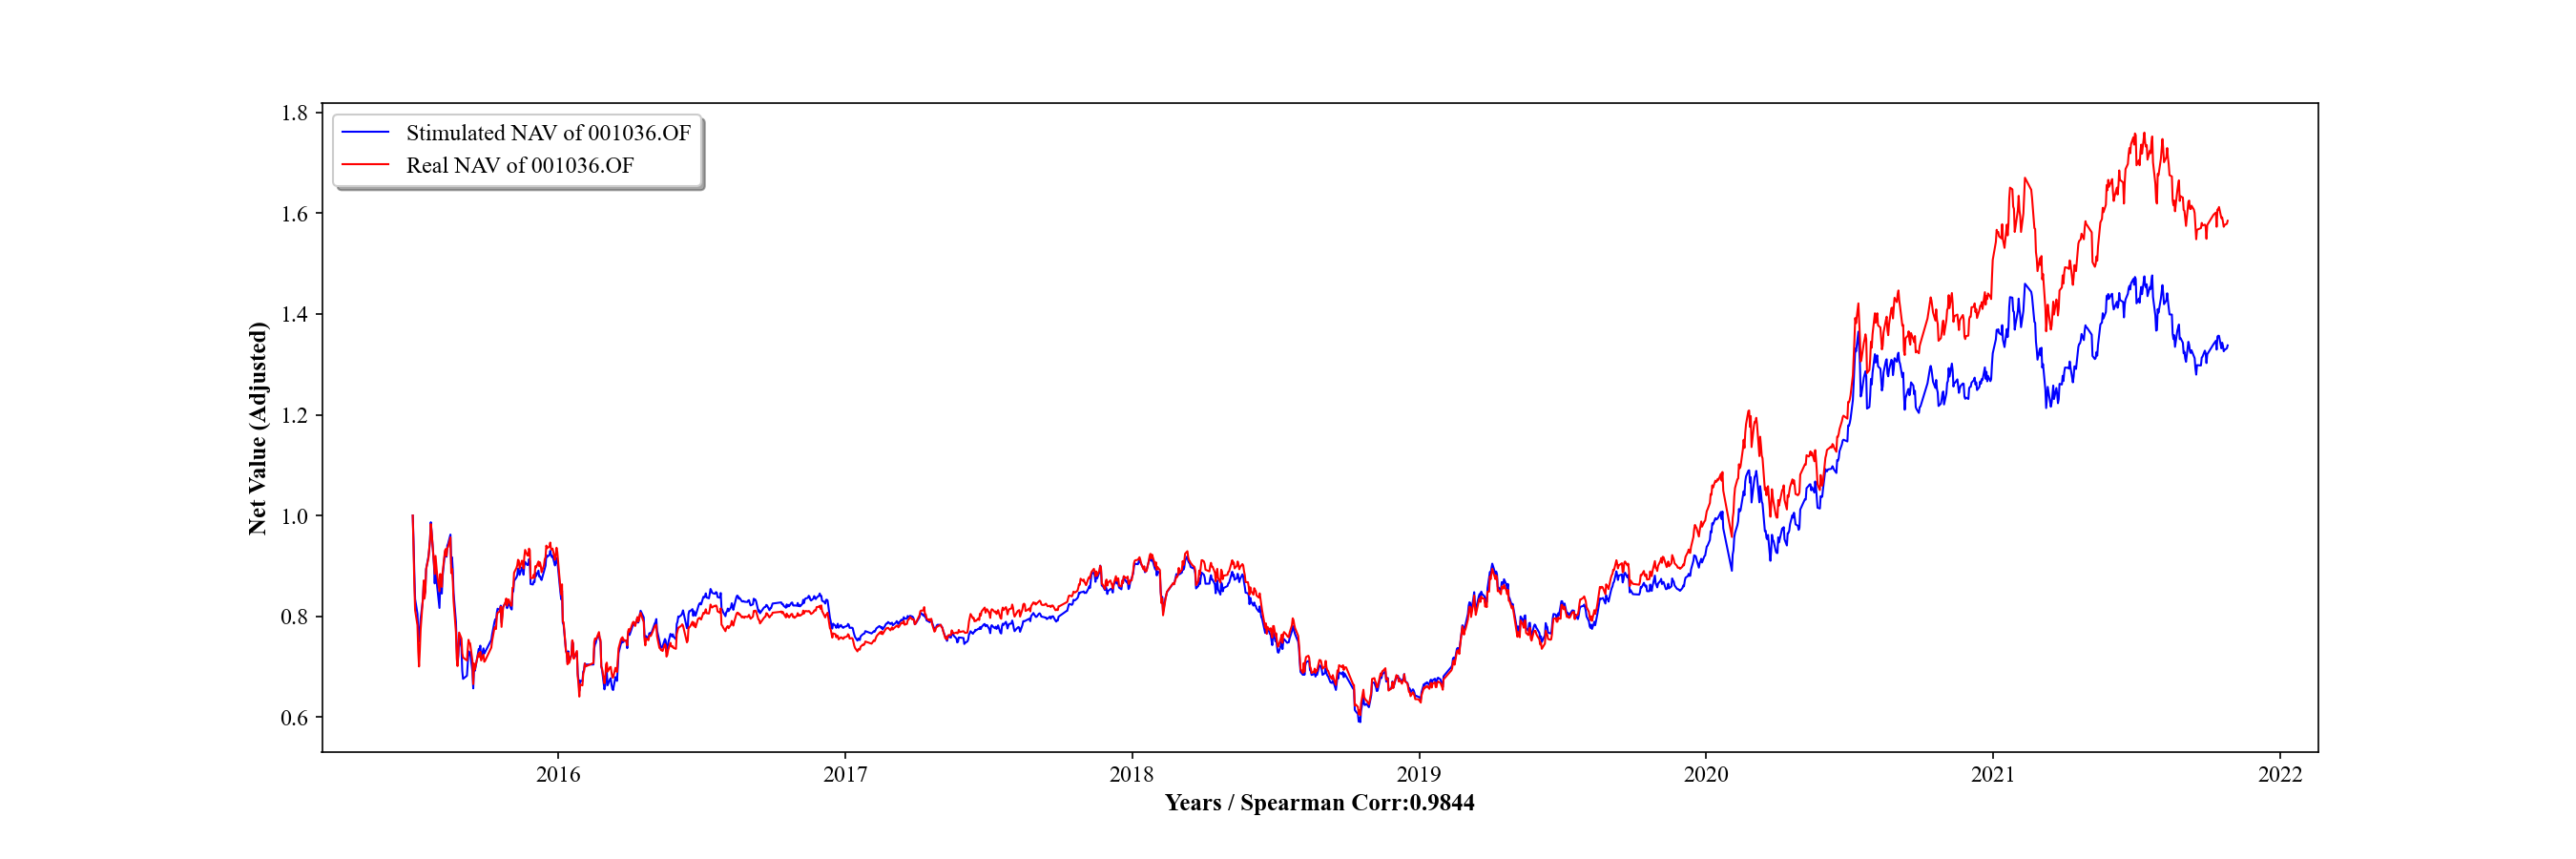 Stimulated NAV of 001036.OF
Real NAV of 001036.OF
Net Value (Adjusted)
1.8
1.6
1.4
1.2
1.0
0.8
0.6
2016 2017 2018 2019 2020 2021 2022
Years / Spearman Corr:0.9844